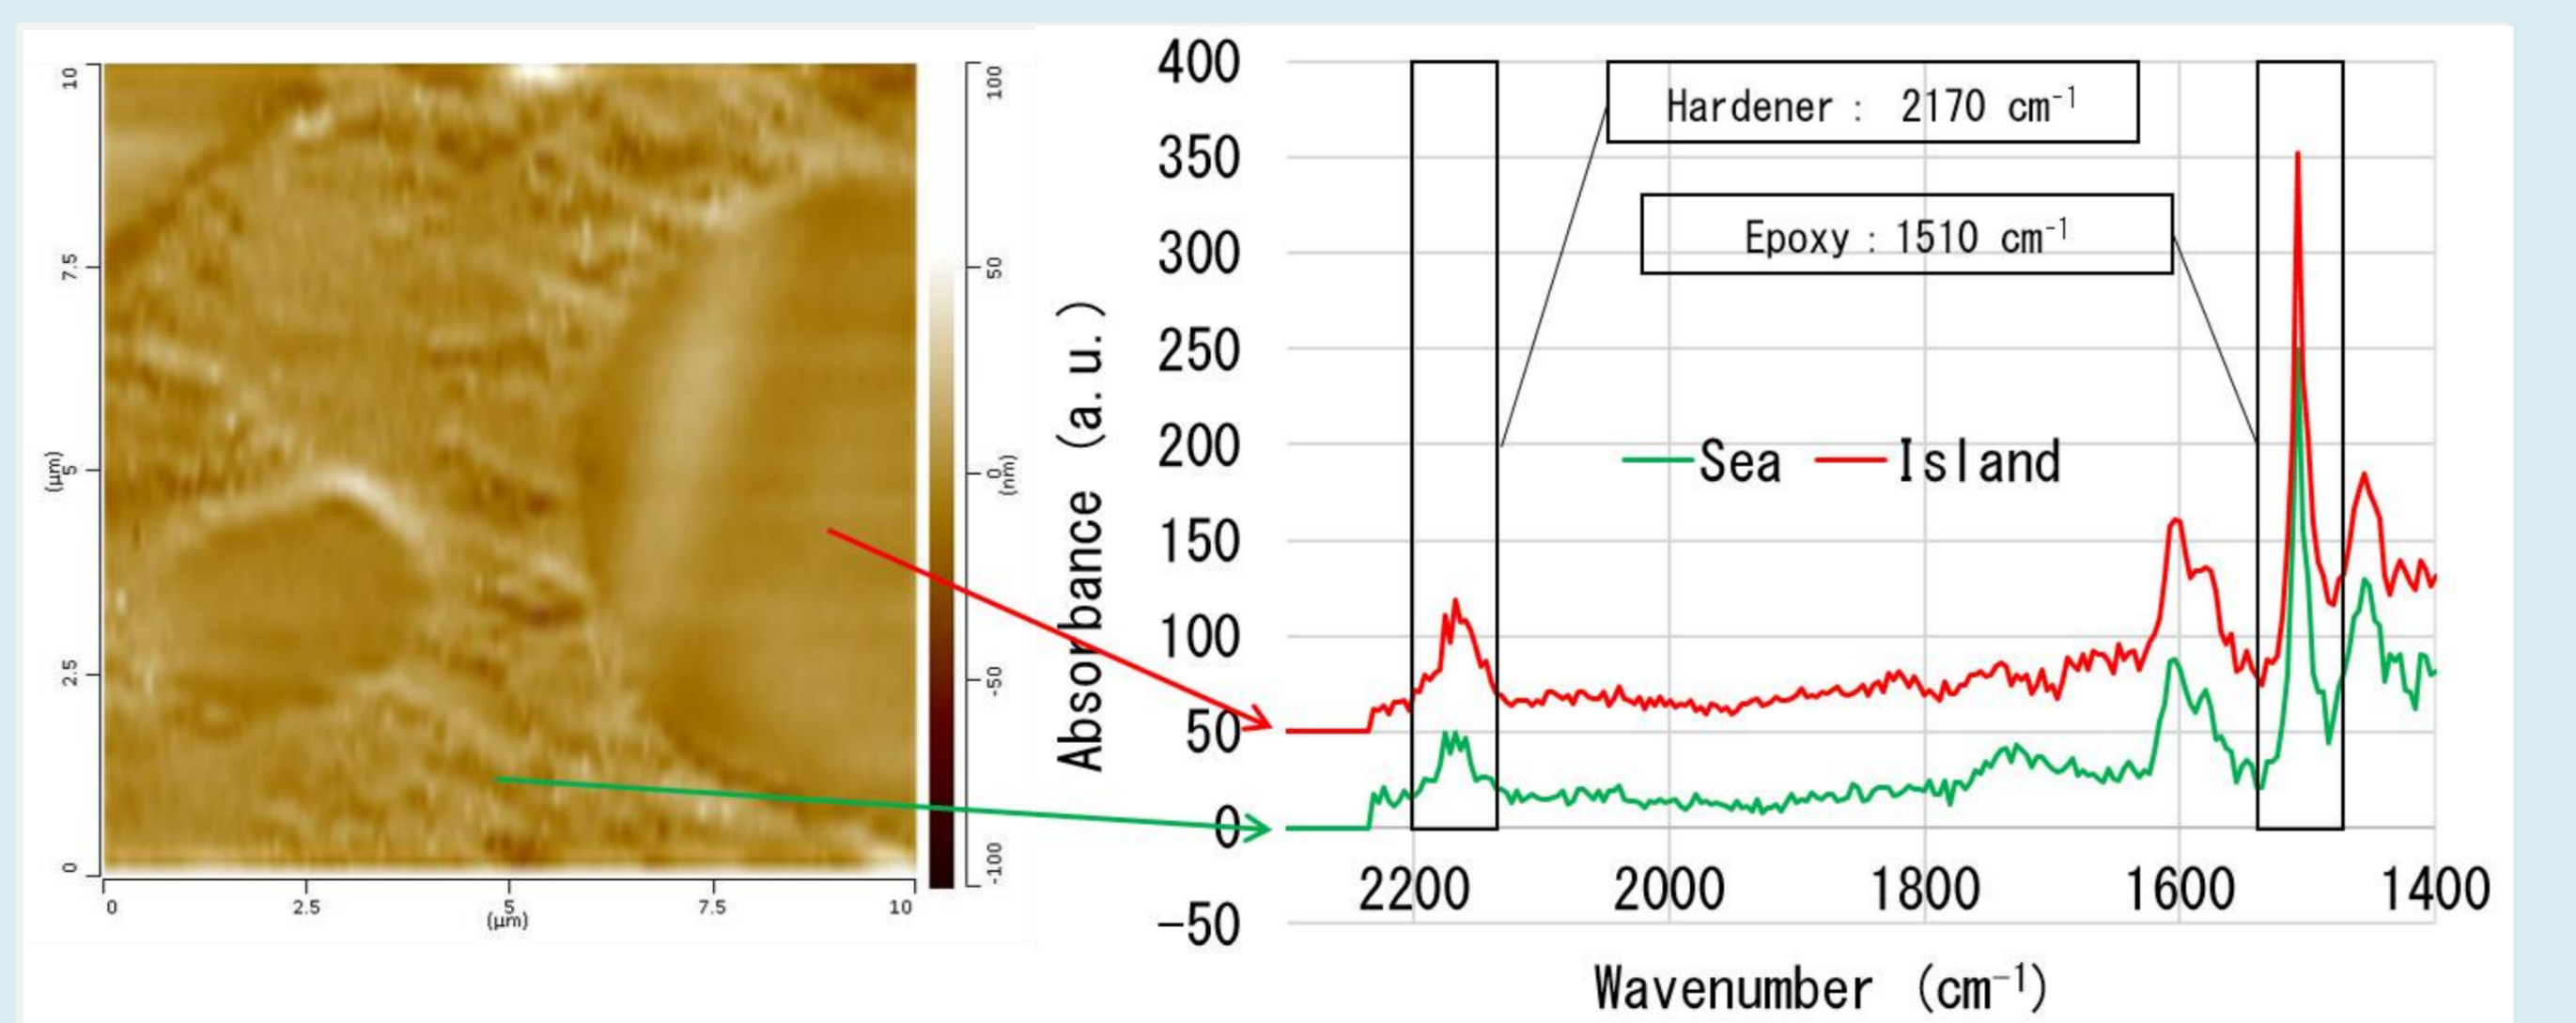 10
7.5
5
2.5
0
(μm)
0
2.5
5
7.5
10
(μm)
100
50
0
-50
-100
(nm)
400
350
300
250
200
150
100
50
0
-50
Absorbance (a.u.)
Hardener : 2170 cm⁻¹
Epoxy : 1510 cm⁻¹
Sea Island
2200 2000 1800 1600 1400
Wavenumber (cm⁻¹)